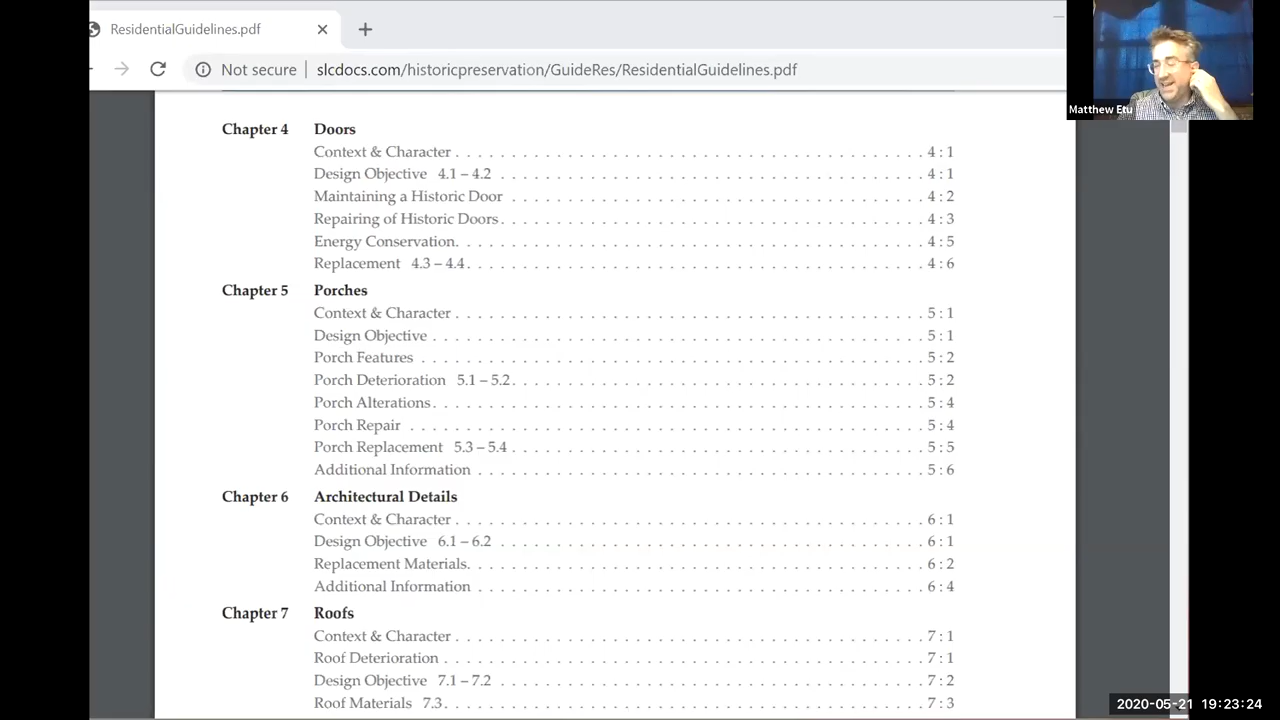 ResidentialGuidelines.pdf
Not secure | slcdocs.com/historicpreservation/GuideRes/ResidentialGuidelines.pdf
Matthew Etu
Chapter 4 Doors
Context & Character . . . . . . . . . . 4 : 1
Design Objective 4.1 – 4.2 . . . . . . . . . . 4 : 1
Maintaining a Historic Door . . . . . . . . . . 4 : 2
Repairing of Historic Doors . . . . . . . . . . 4 : 3
Energy Conservation. . . . . . . . . . . 4 : 5
Replacement 4.3 – 4.4 . . . . . . . . . . 4 : 6
Chapter 5 Porches
Context & Character . . . . . . . . . . 5 : 1
Design Objective . . . . . . . . . . 5 : 1
Porch Features . . . . . . . . . . 5 : 2
Porch Deterioration 5.1 – 5.2 . . . . . . . . . . 5 : 2
Porch Alterations . . . . . . . . . . 5 : 4
Porch Repair . . . . . . . . . . 5 : 4
Porch Replacement 5.3 – 5.4 . . . . . . . . . . 5 : 5
Additional Information . . . . . . . . . . 5 : 6
Chapter 6 Architectural Details
Context & Character . . . . . . . . . . 6 : 1
Design Objective 6.1 – 6.2 . . . . . . . . . . 6 : 1
Replacement Materials. . . . . . . . . . . 6 : 2
Additional Information . . . . . . . . . . 6 : 4
Chapter 7 Roofs
Context & Character . . . . . . . . . . 7 : 1
Roof Deterioration . . . . . . . . . . 7 : 1
Design Objective 7.1 – 7.2 . . . . . . . . . . 7 : 2
Roof Materials 7.3 . . . . . . . . . . 7 : 3
2020-05-21 19:23:24